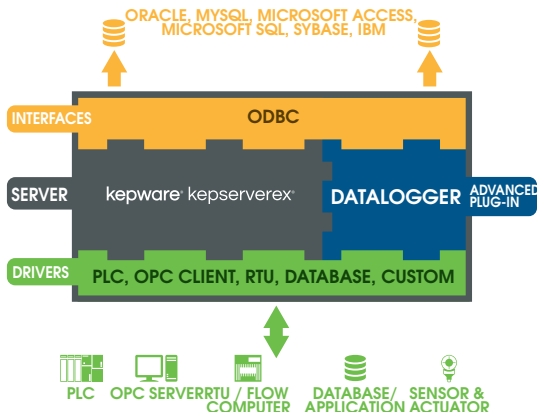 ORACLE, MYSQL, MICROSOFT ACCESS,
MICROSOFT SQL, SYBASE, IBM
INTERFACES
ODBC
SERVER
kepware® kepserverex®
DATALOGGER
ADVANCED
PLUG-IN
DRIVERS
PLC, OPC CLIENT, RTU, DATABASE, CUSTOM
PLC
OPC SERVER
RTU / FLOW
COMPUTER
DATABASE/
APPLICATION
SENSOR &
ACTUATOR